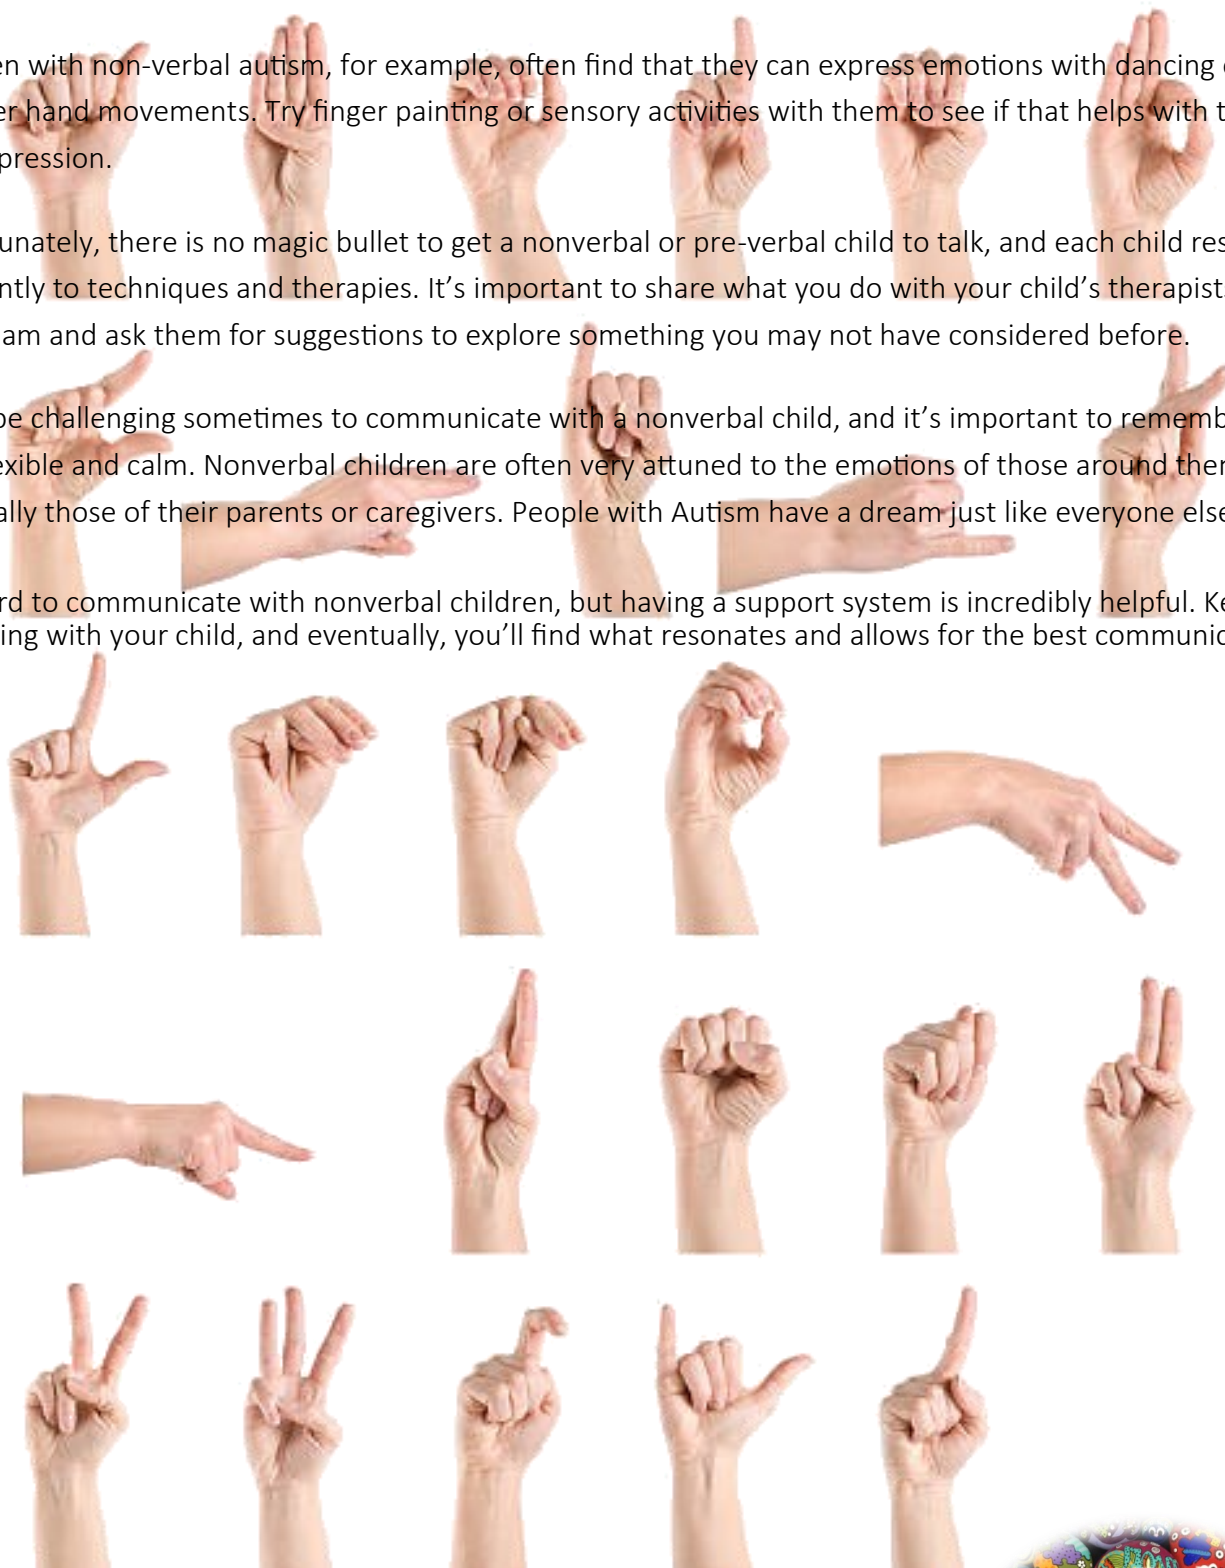 en with non-verbal autism, for example, often find that they can express emotions with dancing
er hand movements. Try finger painting or sensory activities with them to see if that helps with t
pression.
unately, there is no magic bullet to get a nonverbal or pre-verbal child to talk, and each child res
ntly to techniques and therapies. It’s important to share what you do with your child’s therapists
am and ask them for suggestions to explore something you may not have considered before.
be challenging sometimes to communicate with a nonverbal child, and it’s important to rememb
exible and calm. Nonverbal children are often very attuned to the emotions of those around ther
ally those of their parents or caregivers. People with Autism have a dream just like everyone else
rd to communicate with nonverbal children, but having a support system is incredibly helpful. Ke
ing with your child, and eventually, you’ll find what resonates and allows for the best communic